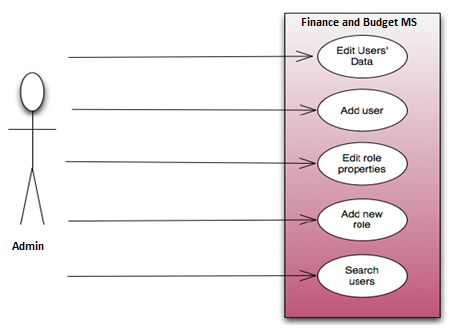 Finance and Budget MS
Edit Users'
Data
Add user
Edit role
properties
Add new
role
Search
users
Admin